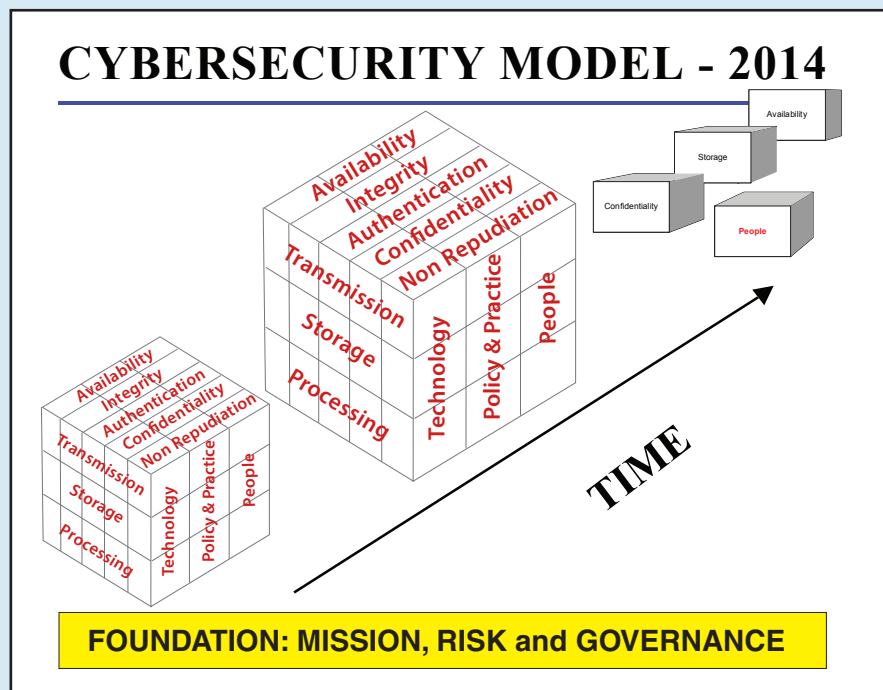 CYBERSECURITY MODEL - 2014
Availability
Storage
Confidentiality
People
Availability
Integrity
Authentication
Confidentiality
Non Repudiation
Transmission
Storage
Processing
Technology
Policy & Practice
People
Availability
Integrity
Authentication
Confidentiality
Non Repudiation
Transmission
Storage
Processing
Technology
Policy & Practice
People
TIME
FOUNDATION: MISSION, RISK and GOVERNANCE